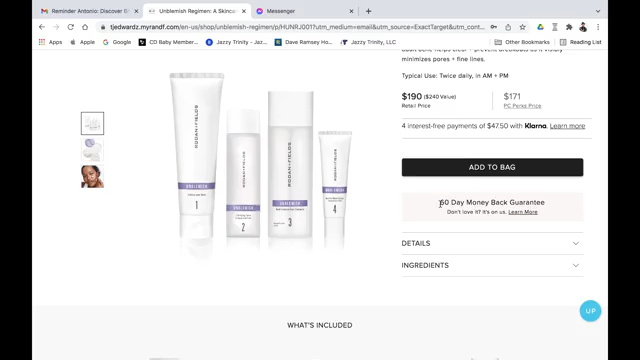 Reminder Antonio: Discover B
Unblemish Regimen: A Skincar
Messenger
tjedwardz.myrandf.com/en-us/shop/unblemish-regimen/p/HUNRJ001?utm_medium=email&utm_source=ExactTarget&utm_cont...
Apps
Apple
Google
CD Baby Member...
Jazzy Trinity
Dave Ramsey Ho...
Jazzy Trinity, LLC
Other Bookmarks
Reading List
minimizes pores + fine lines.
Typical Use: Twice daily, in AM + PM
$190 ($240 Value)
Retail Price
$171
PC Perks Price
4 interest-free payments of $47.50 with Klarna. Learn more
ADD TO BAG
60 Day Money Back Guarantee
Don't love it? It's on us. Learn More
DETAILS
INGREDIENTS
UP
WHAT'S INCLUDED
RODAN+FIELDS
UNBLEMISH
1
RODAN+FIELDS
UNBLEMISH
2
RODAN+FIELDS
UNBLEMISH
3
RODAN+FIELDS
UNBLEMISH
4